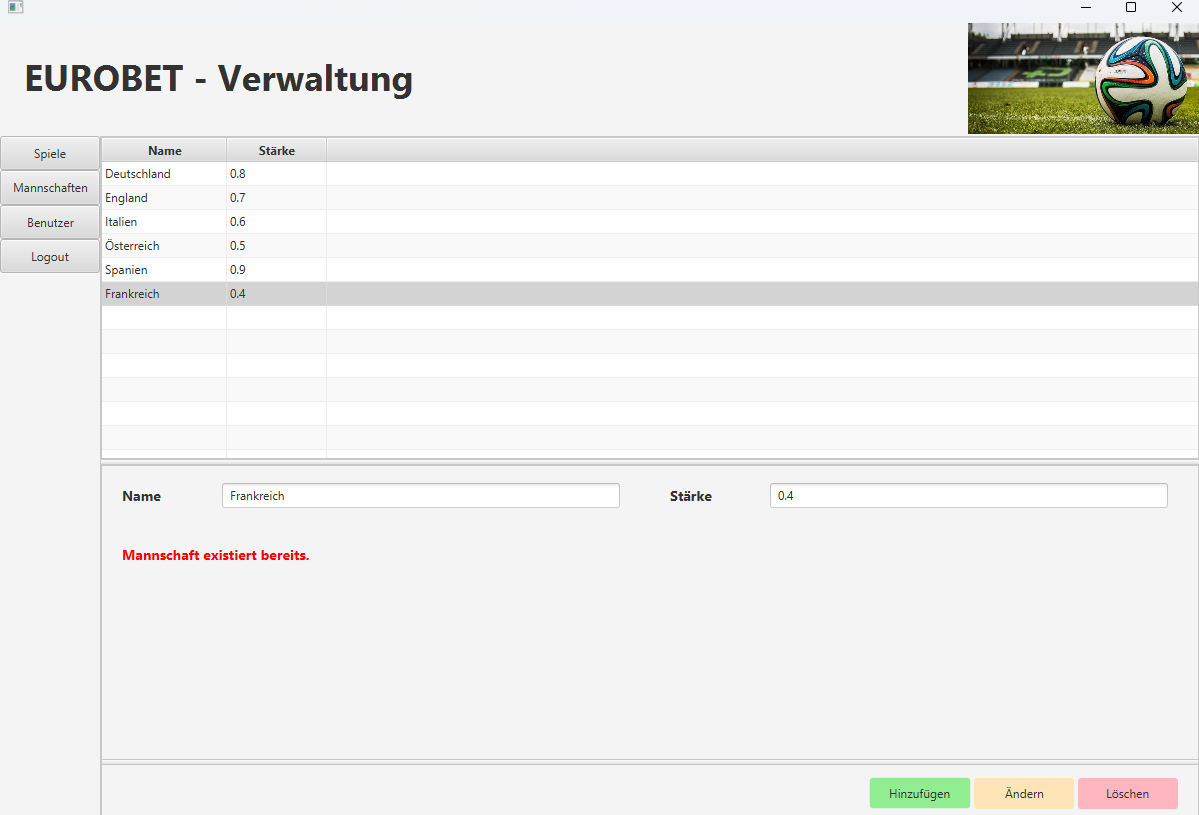 EUROBET - Verwaltung
Spiele
Mannschaften
Benutzer
Logout
Name Stärke
Deutschland 0.8
England 0.7
Italien 0.6
Österreich 0.5
Spanien 0.9
Frankreich 0.4
Name Frankreich Stärke 0.4
Mannschaft existiert bereits.
Hinzufügen Ändern Löschen